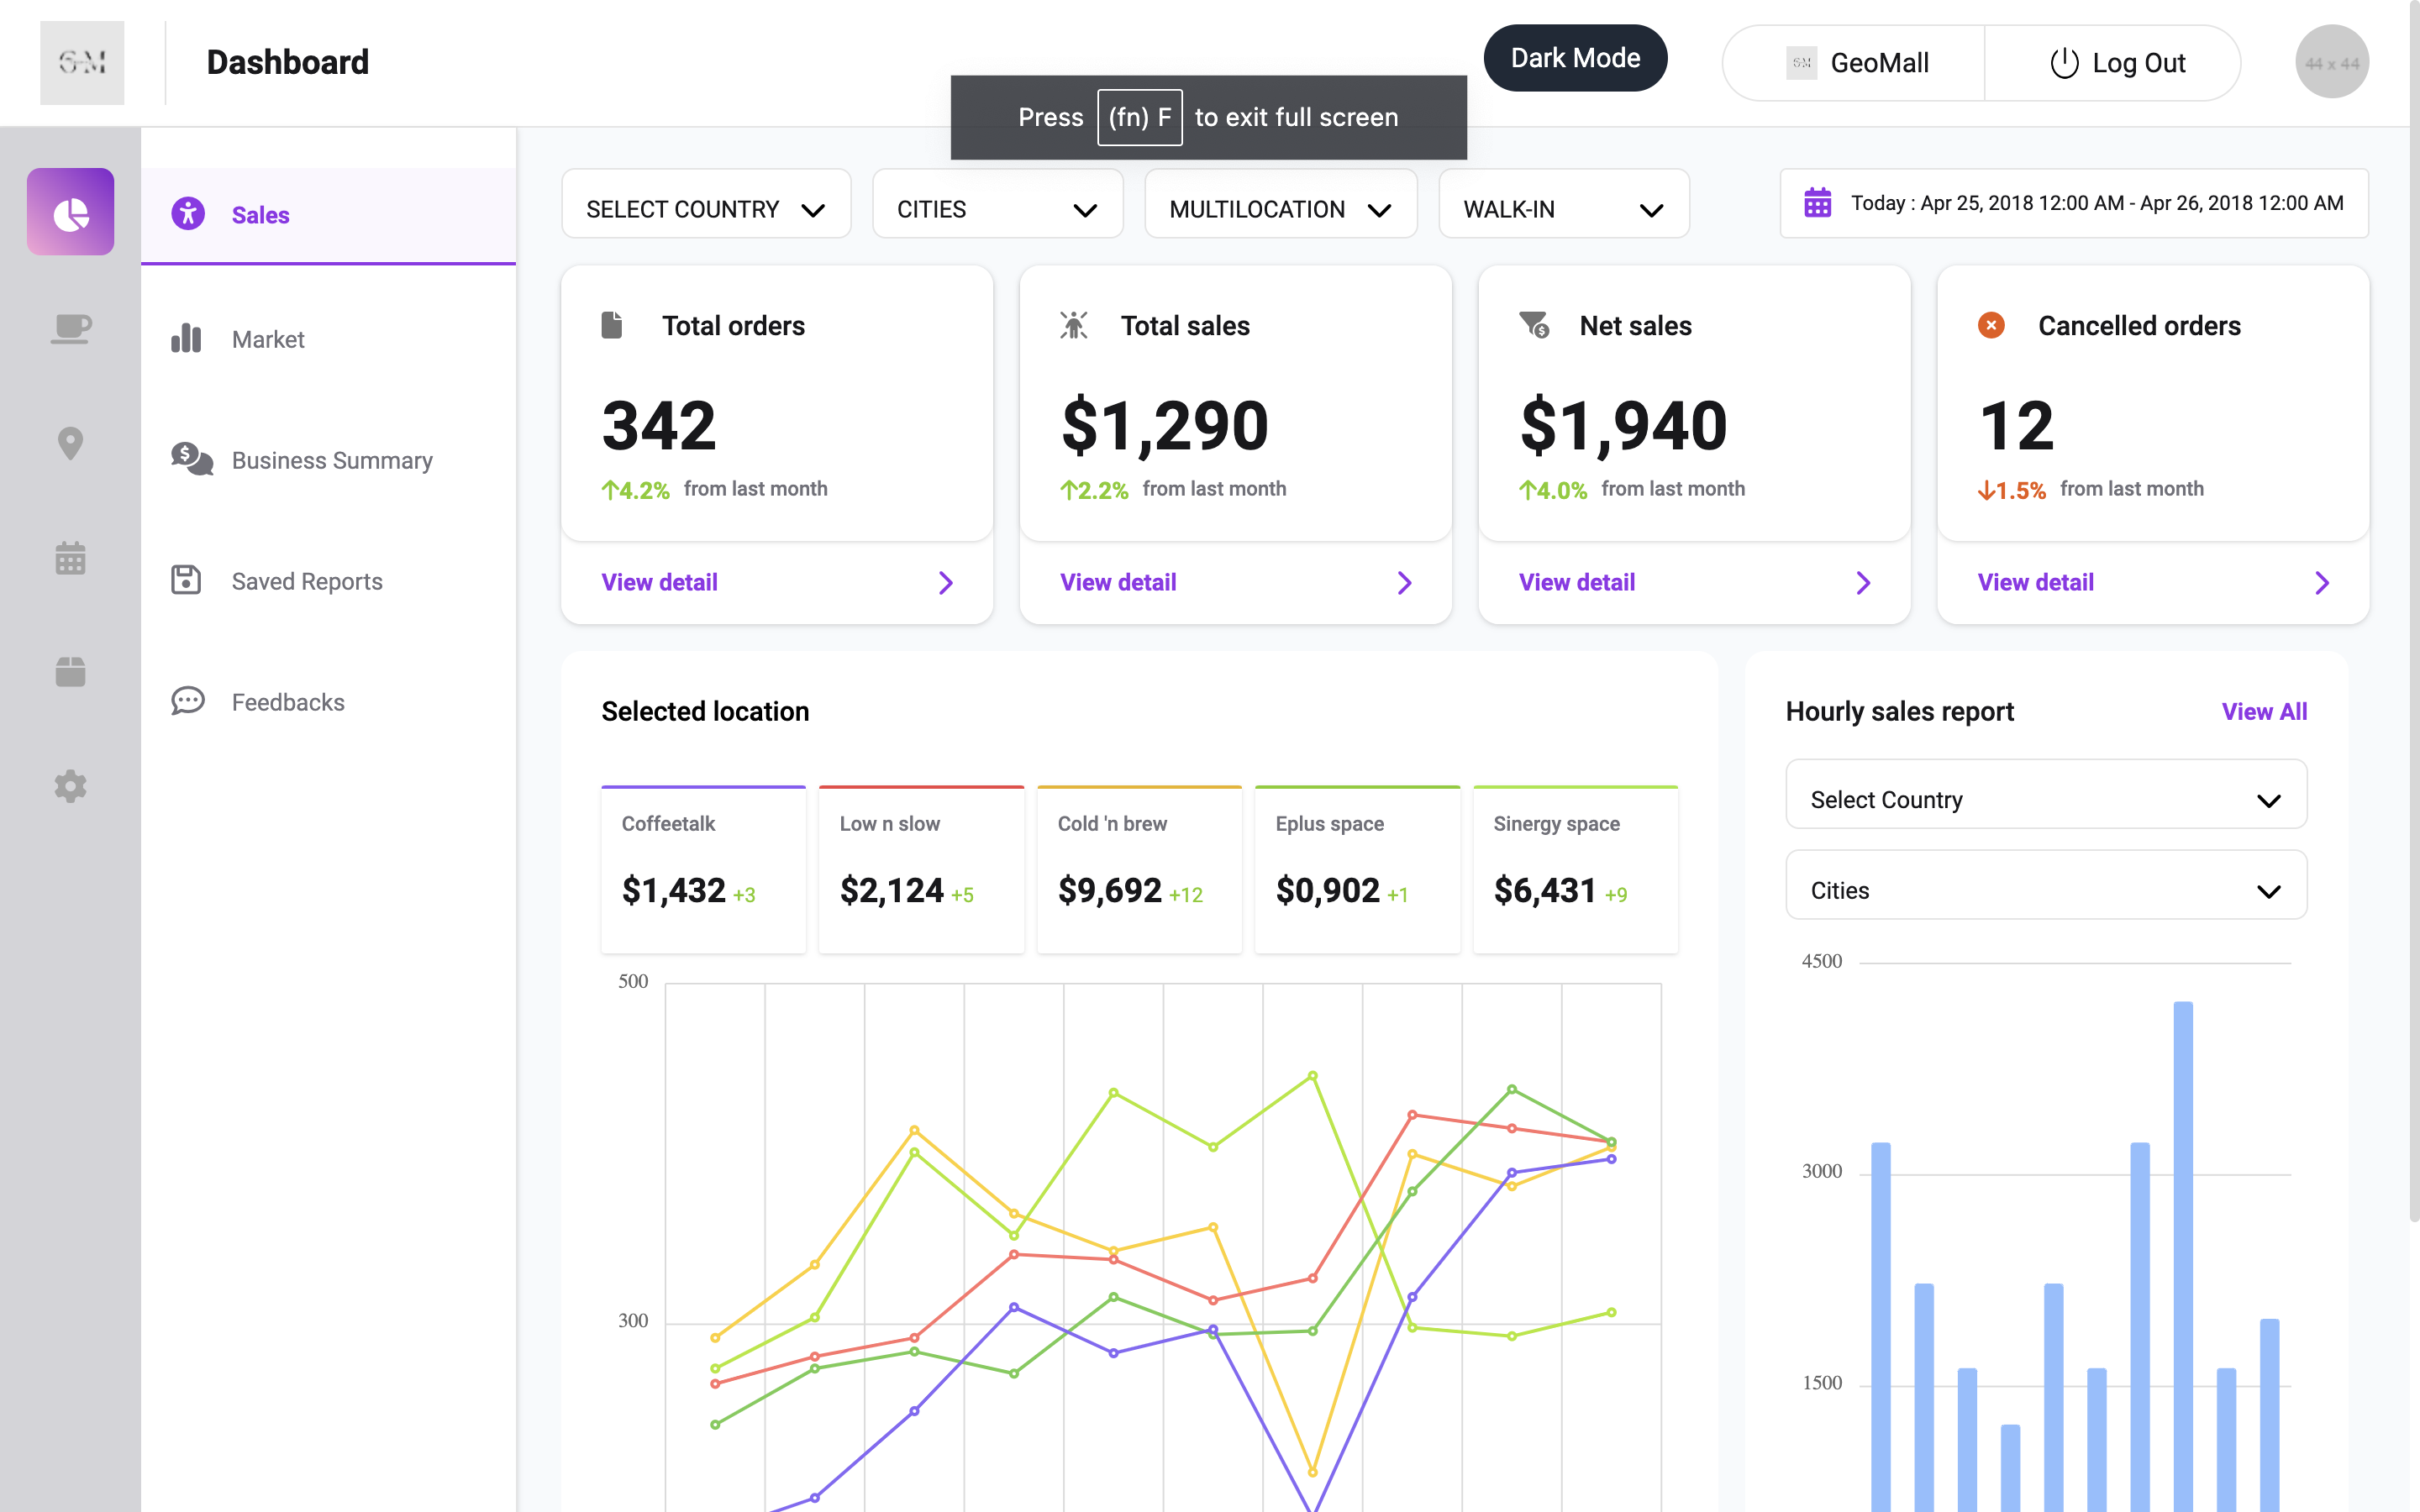 Dashboard
Dark Mode
GeoMall
Log Out
44 x 44
Press (fn) F to exit full screen
Sales
Market
Business Summary
Saved Reports
Feedbacks
SELECT COUNTRY
CITIES
MULTILOCATION
WALK-IN
Today : Apr 25, 2018 12:00 AM - Apr 26, 2018 12:00 AM
Total orders
342
4.2% from last month
View detail
Total sales
$1,290
2.2% from last month
View detail
Net sales
$1,940
4.0% from last month
View detail
Cancelled orders
12
1.5% from last month
View detail
Selected location
Coffeetalk
$1,432 +3
Low n slow
$2,124 +5
Cold 'n brew
$9,692 +12
Eplus space
$0,902 +1
Sinergy space
$6,431 +9
500
300
Hourly sales report
View All
Select Country
Cities
4500
3000
1500